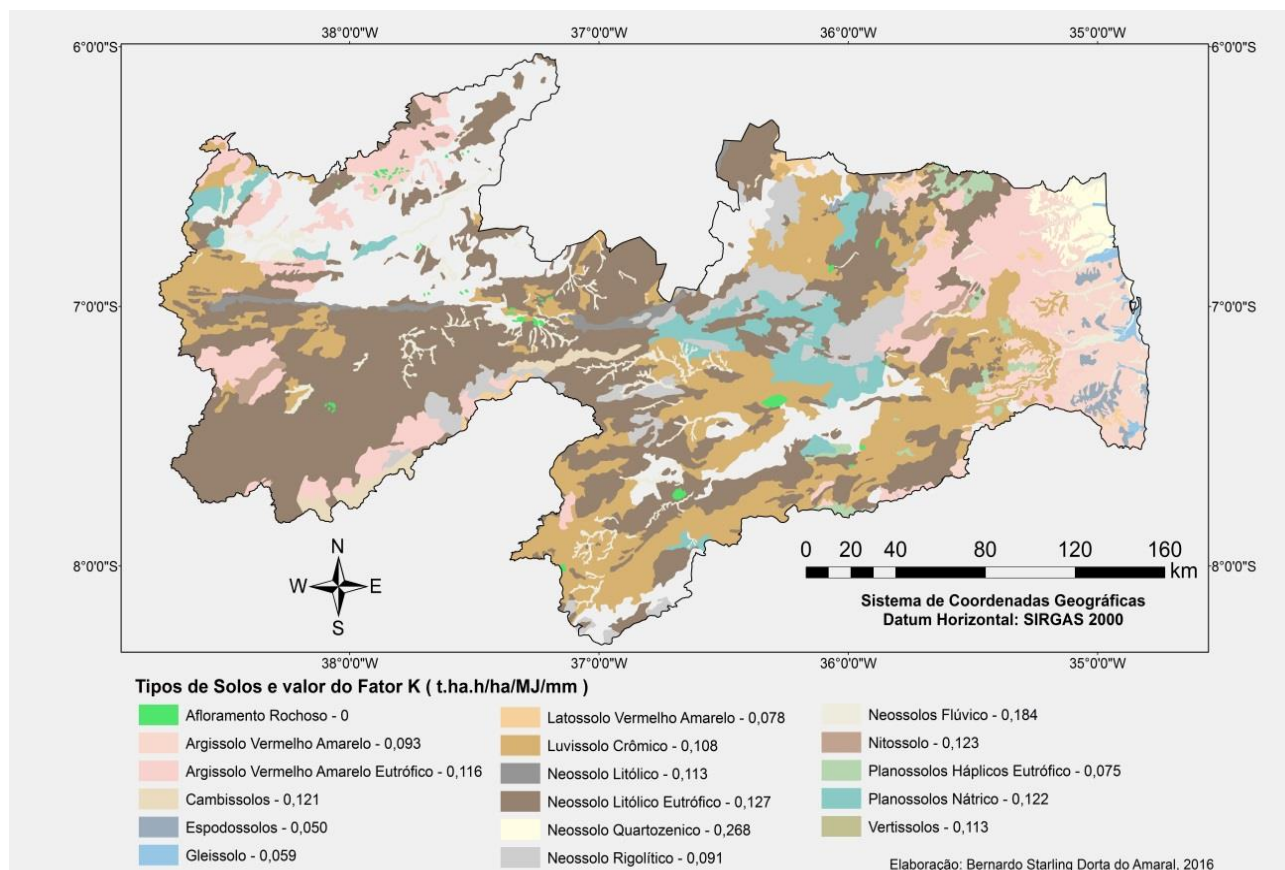 38°0'0"W 37°0'0"W 36°0'0"W 35°0'0"W
6°0'0"S 6°0'0"S
7°0'0"S 7°0'0"S
8°0'0"S 8°0'0"S
N
W E
S
0 20 40 80 120 160
km
Sistema de Coordenadas Geográficas
Datum Horizontal: SIRGAS 2000
38°0'0"W 37°0'0"W 36°0'0"W 35°0'0"W
Tipos de Solos e valor do Fator K ( t.ha.h/ha/MJ/mm )
Afloramento Rochoso - 0
Argissolo Vermelho Amarelo - 0,093
Argissolo Vermelho Amarelo Eutrófico - 0,116
Cambissolos - 0,121
Espodossolos - 0,050
Gleissolo - 0,059
Latossolo Vermelho Amarelo - 0,078
Luvissolo Crômico - 0,108
Neossolo Litólico - 0,113
Neossolo Litólico Eutrófico - 0,127
Neossolo Quartozenico - 0,268
Neossolo Rigolítico - 0,091
Neossolos Flúvico - 0,184
Nitossolo - 0,123
Planossolos Háplicos Eutrófico - 0,075
Planossolos Nátrico - 0,122
Vertissolos - 0,113
Elaboração: Bernardo Starling Dorta do Amaral, 2016